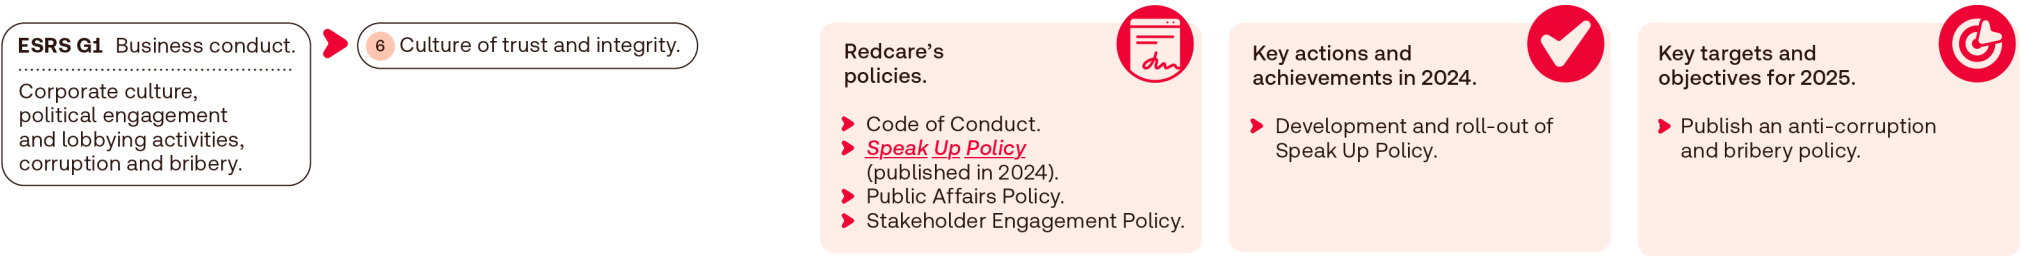 ESRS G1 Business conduct.
Corporate culture,
political engagement
and lobbying activities,
corruption and bribery.
6 Culture of trust and integrity.
Redcare’s
policies.
Code of Conduct.
Speak Up Policy
(published in 2024).
Public Affairs Policy.
Stakeholder Engagement Policy.
Key actions and
achievements in 2024.
Development and roll-out of
Speak Up Policy.
Key targets and
objectives for 2025.
Publish an anti-corruption
and bribery policy.